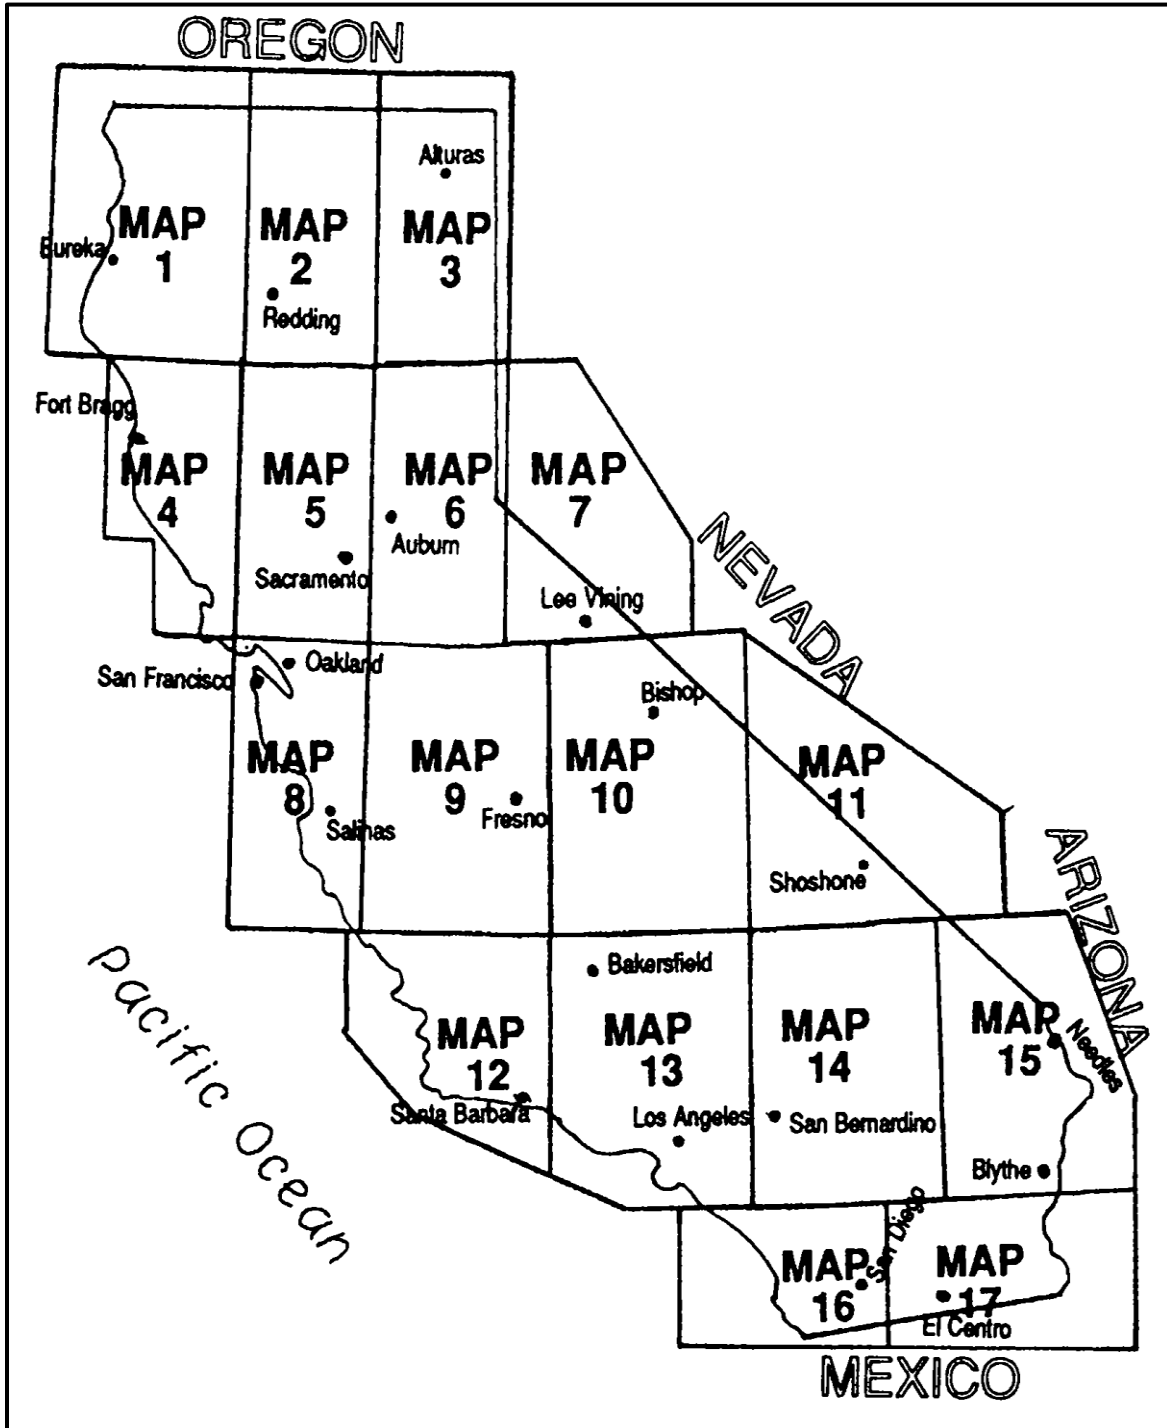 OREGON
Alturas
MAP
1
MAP
2
MAP
3
Eureka
Redding
Fort Bragg
MAP
4
MAP
5
MAP
6
MAP
7
Auburn
Sacramento
Lee Vining
NEVADA
San Francisco
Oakland
Bishop
MAP
8
MAP
9
MAP
10
MAP
11
Salinas
Fresno
Shoshone
ARIZONA
Pacific Ocean
Bakersfield
MAP
12
MAP
13
MAP
14
MAP
15
Needles
Santa Barbara
Los Angeles
San Bernardino
Blythe
San Diego
MAP
16
MAP
17
El Centro
MEXICO